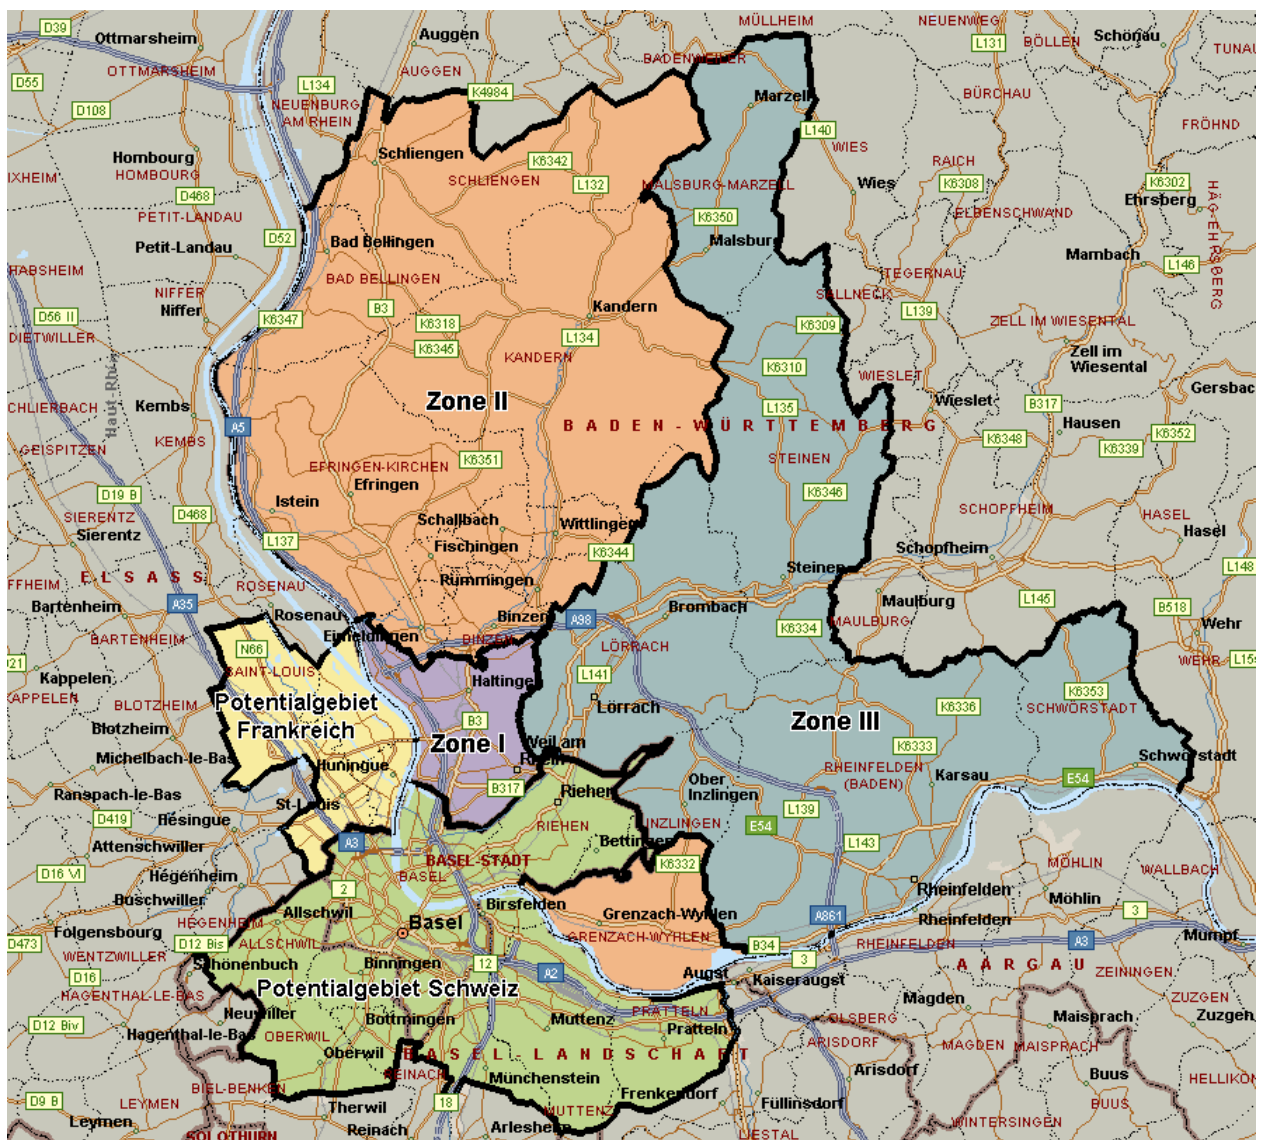 D39
Ottmarsheim
Auggen
MÜLLHEIM
NEUENWEG
L131
BÖLLEN
Schönau
TUNAU
OTTMARSHEIM
AUGGEN
BADENWEILER
D55
L134
K4984
Marzell
BÜRCHAU
D108
NEUENBURG
AM RHEIN
L140
FRÖHND
Hombourg
HOMBOURG
Schliengen
K6342
WIES
RAICH
IXHEIM
D468
SCHLIENGEN
L132
MALSBURG-MARZELL
Wies
K6308
K6302
Ehrsberg
HÄG-EHRSBERG
PETIT-LANDAU
K6350
ELBENSCHWAND
D52
Petit-Landau
Bad Bellingen
Malsburg
Mambach
L146
HABSHEIM
BAD BELLINGEN
TEGERNAU
NIFFER
Niffer
SALLNECK
D56 II
K6347
B3
K6318
Kandern
K6309
L139
ZELL IM WIESENTAL
DIETWILLER
K6345
L134
KANDERN
K6310
Zell im
Wiesental
Haut Rhin
WIESLET
Gersbac
CHLIERBACH
Kembs
Zone II
L135
Wieslet
B317
A5
BADEN-WÜRTTEMBERG
Hausen
KEMBS
K6348
K6352
GEISPITZEN
K6351
STEINEN
K6339
EFRINGEN-KIRCHEN
Efringen
D19 B
K6346
Istein
SCHOPFHEIM
HASEL
SIERENTZ
D468
Schallbach
Wittlingen
Sierentz
L137
Fischingen
K6344
Schopfheim
Hasel
ELSASS
FFHEIM
ROSENAU
Rümmingen
Steinen
L148
Bartenheim
A35
Rosenau
Binzen
A98
Brombach
Maulburg
L145
B518
Eimeldingen
K6334
MAULBURG
Wehr
BARTENHEIM
N66
BINZEN
LÖRRACH
WEHR
D21
Kappelen
SAINT-LOUIS
Haltingen
L141
K6353
KAPPELEN
BLOTZHEIM
Potentialgebiet
Frankreich
Lörrach
K6336
SCHWÖRSTADT
Blotzheim
B3
Zone I
Zone III
Weil am
Rhein
K6333
Schwörstadt
Michelbach-le-Bas
Huningue
RHEINFELDEN
(BADEN)
Karsau
E54
Ranspach-le-Bas
B317
Riehen
Ober
Inzlingen
St-Louis
L139
D419
Hésingue
RIEHEN
INZLINGEN
E54
Attenschwiller
A3
Bettingen
L143
BASEL-STADT
BASEL
K6332
MÖHLIN
WALLBACH
D16 VI
Hégenheim
2
Rheinfelden
Buschwiller
Allschwil
Birsfelden
Möhlin
HÉGENHEIM
Basel
Grenzach-Wyhlen
A861
Rheinfelden
3
Folgensbourg
D473
D12 Bis
ALLSCHWIL
GRENZACH-WYHLEN
B34
RHEINFELDEN
A3
Mumpf
WENTZWILLER
Schönenbuch
Binningen
12
A2
Augst
3
Kaiseraugst
AARGAU
ZEININGEN
D16
Potentialgebiet Schweiz
HAGENTHAL-LE-BAS
Magden
ZUZGEN
Neuwiller
Bottmingen
Muttenz
PRATTELN
Pratteln
OLSBERG
Maisprach
Zuzgen
D12 Biv
Hagenthal-le-Bas
OBERWIL
ARISDORF
MAGDEN
MAISPRACH
Oberwil
BASEL-LANDSCHAFT
REINACH
Münchenstein
Arisdorf
Buus
HELLIKON
BIEL-BENKEN
Frenkendorf
D9 B
LEYMEN
Therwil
18
MUTTENZ
Füllinsdorf
BUUS
Leymen
Reinach
Arlesheim
WINTERSINGEN
SOLOTHURN
LIESTAL